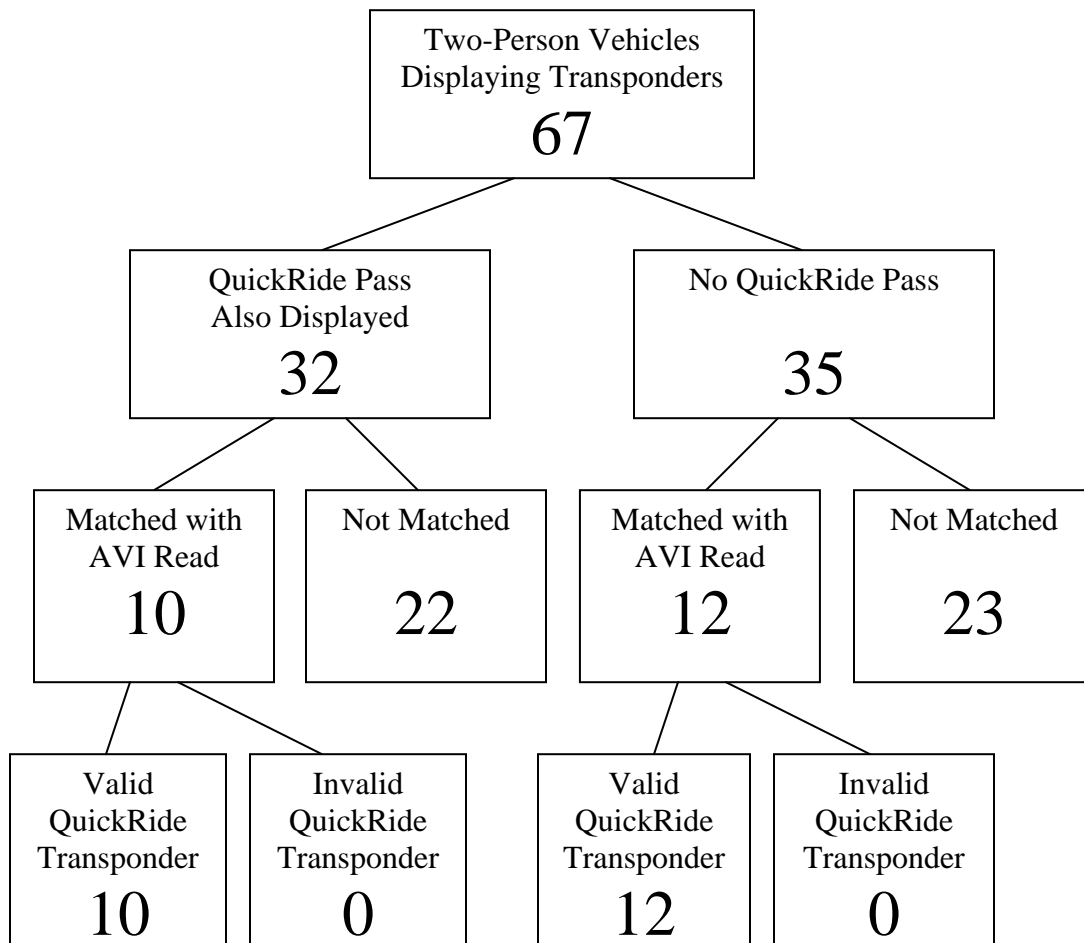 Two-Person Vehicles
Displaying Transponders
67
QuickRide Pass
Also Displayed
32
No QuickRide Pass
35
Matched with
AVI Read
10
Not Matched
22
Matched with
AVI Read
12
Not Matched
23
Valid
QuickRide
Transponder
10
Invalid
QuickRide
Transponder
0
Valid
QuickRide
Transponder
12
Invalid
QuickRide
Transponder
0